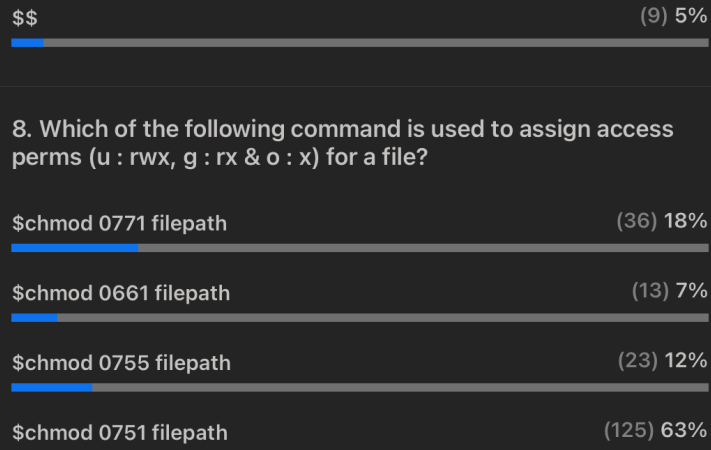 $$ (9) 5%
8. Which of the following command is used to assign access
perms (u : rwx, g : rx & o : x) for a file?
$chmod 0771 filepath (36) 18%
$chmod 0661 filepath (13) 7%
$chmod 0755 filepath (23) 12%
$chmod 0751 filepath (125) 63%